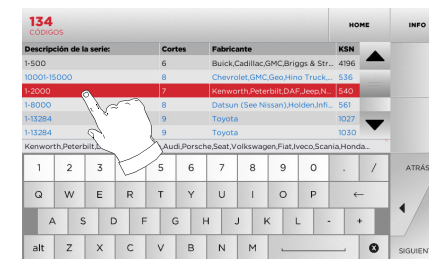 134 HOME INFO
CÓDIGOS
Descripción de la serie: Cortes Fabricante KSN
1-500 6 Buick,Cadillac,GMC,Briggs & Str... 4196
10001-15000 8 Chevrolet,GMC,Geo,Hino Truck,... 536
1-2000 7 Kenworth,Peterbilt,DAF,Jeep,N... 540
1-8000 8 Datsun (See Nissan),Holden,Infi... 561
1-13284 9 Toyota 1027
1-13284 9 Toyota 1030
Kenworth,Peterbilt, Audi,Porsche,Seat,Volkswagen,Fiat,Iveco,Scania,Honda...
1 2 3 5 6 7 8 9 0 . / ATRÁS
Q W E R T Y U I O P ←
A S D F G H J K L - +
alt Z X C V B N M x SIGUIEN